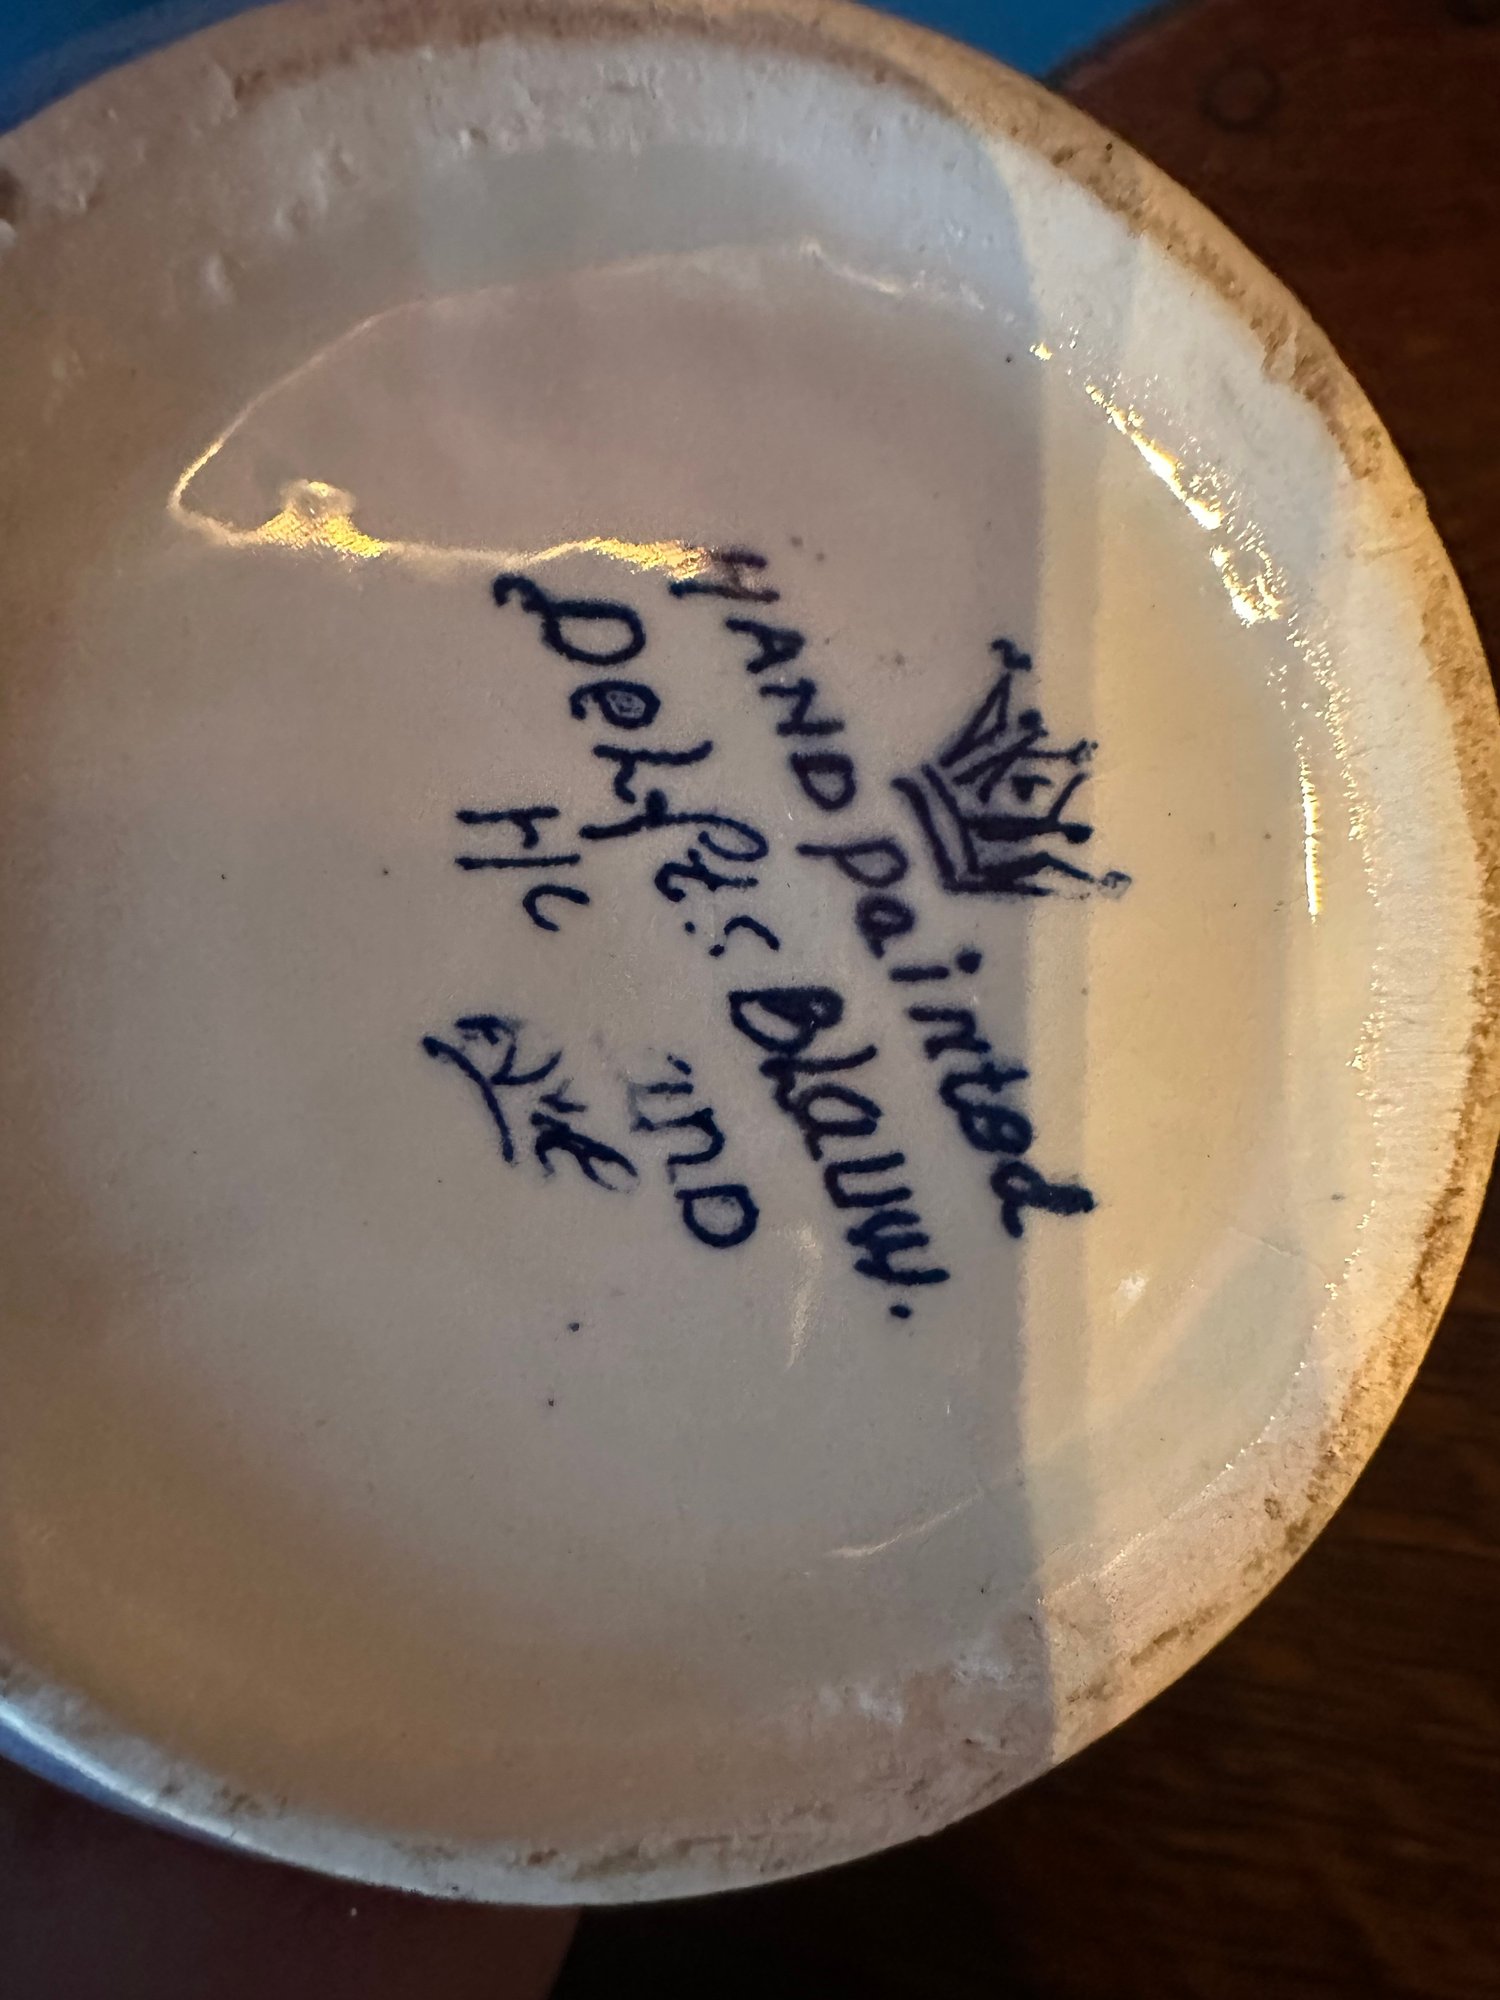 HAND painted
Delfts Blauw.
H/C